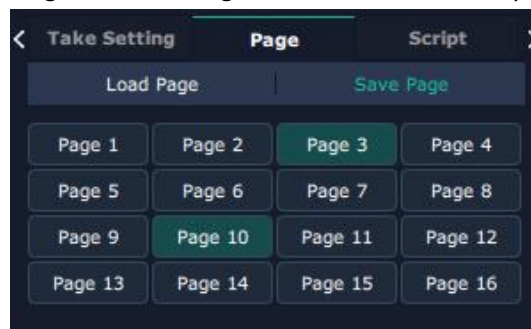 Take Setting Page Script
Load Page Save Page
Page 1 Page 2 Page 3 Page 4
Page 5 Page 6 Page 7 Page 8
Page 9 Page 10 Page 11 Page 12
Page 13 Page 14 Page 15 Page 16